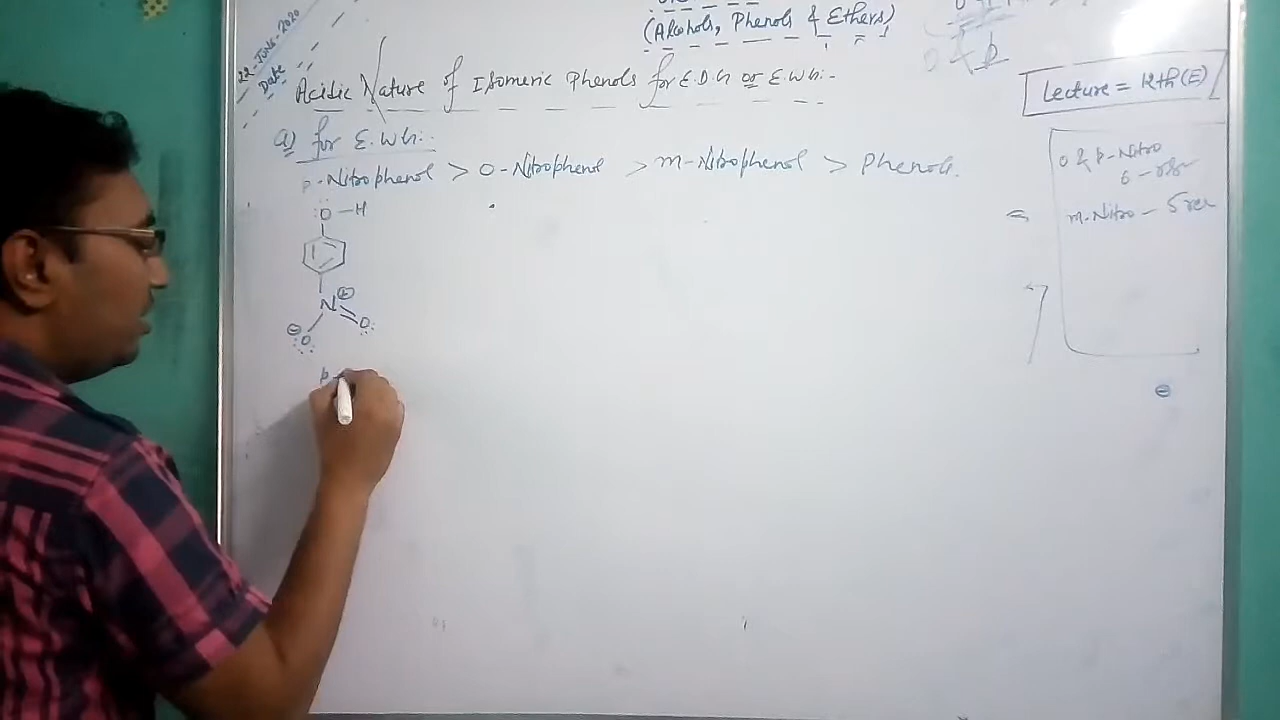 (Alcohols, Phenols & Ethers)
22-JUNE-2020
Date
Acidic Nature of Isomeric Phenols for E.D.G or E.W.G:-
Lecture = 12th(E)
a) for E.W.G:-
p-Nitrophenol > O-Nitrophenol > m-Nitrophenol > Phenol.
O & p-Nitro
6-
m-Nitro - 5
O-H
N ⊕
⊖ O
O
⊖
p-